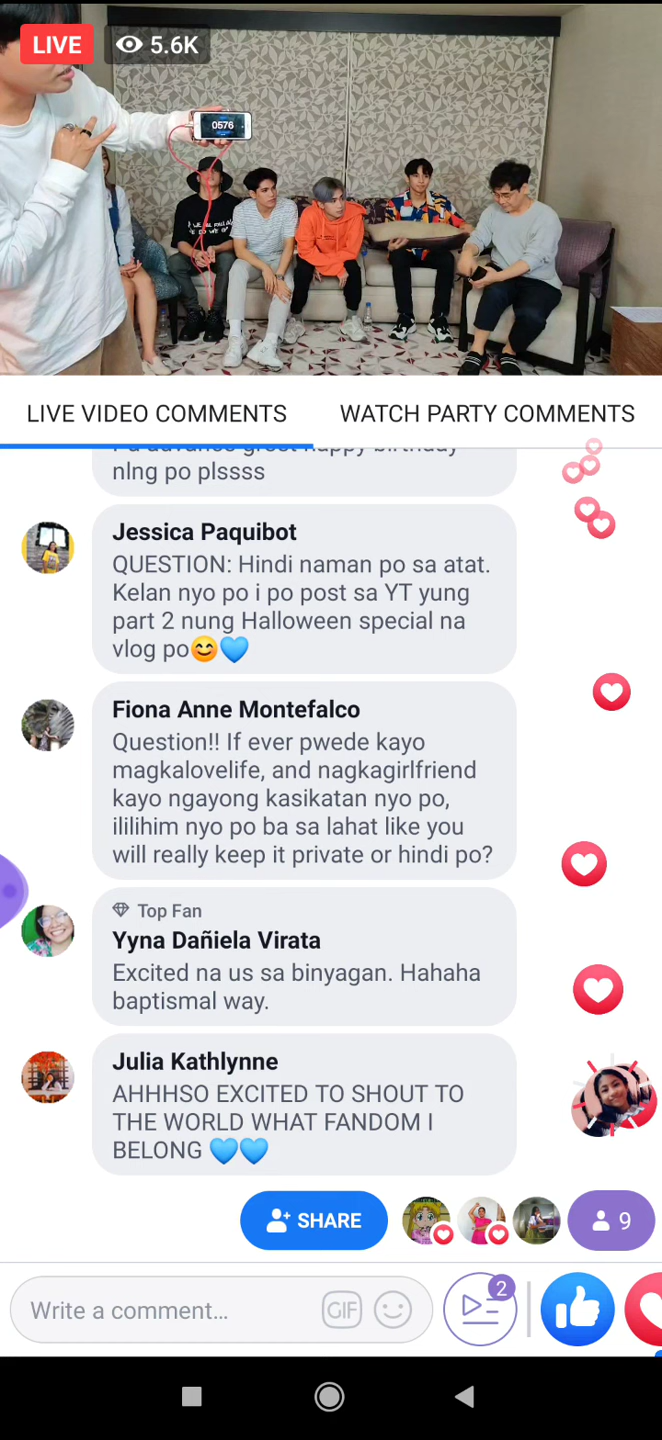 LIVE
5.6K
0576
LIVE VIDEO COMMENTS
WATCH PARTY COMMENTS
nlng po plssss
Jessica Paquibot
QUESTION: Hindi naman po sa atat.
Kelan nyo po i po post sa YT yung
part 2 nung Halloween special na
vlog po😊💙
Fiona Anne Montefalco
Question!! If ever pwede kayo
magkalovelife, and nagkagirlfriend
kayo ngayong kasikatan nyo po,
ililihim nyo po ba sa lahat like you
will really keep it private or hindi po?
Top Fan
Yyna Dañiela Virata
Excited na us sa binyagan. Hahaha
baptismal way.
Julia Kathlynne
AHHHSO EXCITED TO SHOUT TO
THE WORLD WHAT FANDOM I
BELONG 💙💙
SHARE
9
Write a comment...
GIF
2